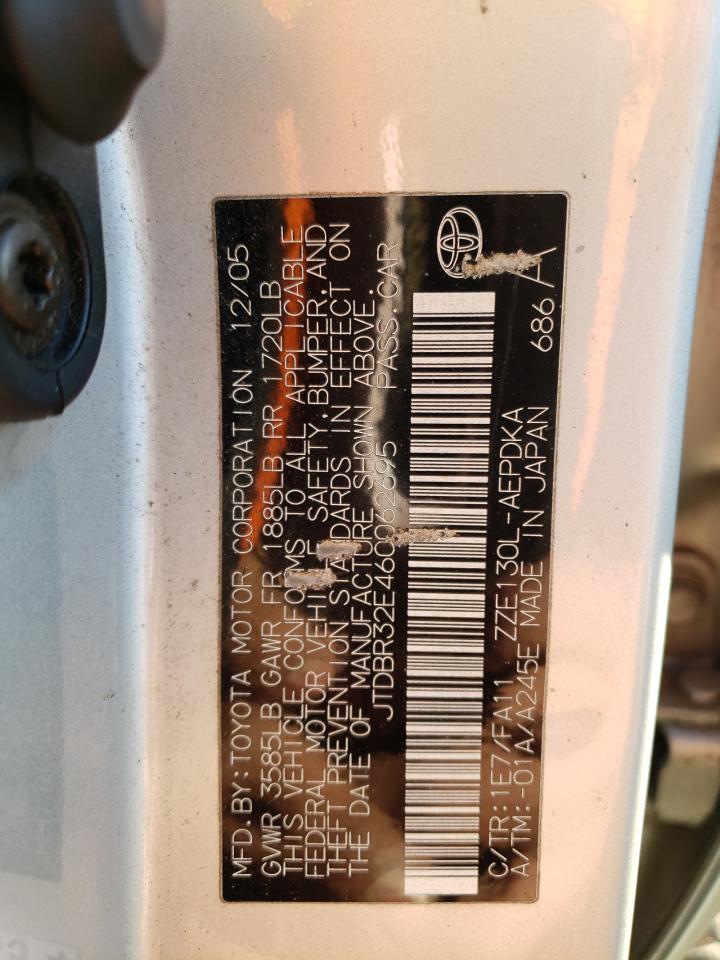 MFD.BY:TOYOTA MOTOR CORPORATION 12/05
GVWR 3585LB GAWR FR 1885LB RR 1720LB
THIS VEHICLE CONFORMS TO ALL APPLICABLE
FEDERAL MOTOR VEHICLE SAFETY,BUMPER,AND
THEFT PREVENTION STANDARDS IN EFFECT ON
THE DATE OF MANUFACTURE SHOWN ABOVE.
JTDBR32E460062695 PASS.CAR
C/TR:1E7/FA11 ZZE130L-AEPDKA
A/TM:-01A/A245E MADE IN JAPAN 686 A